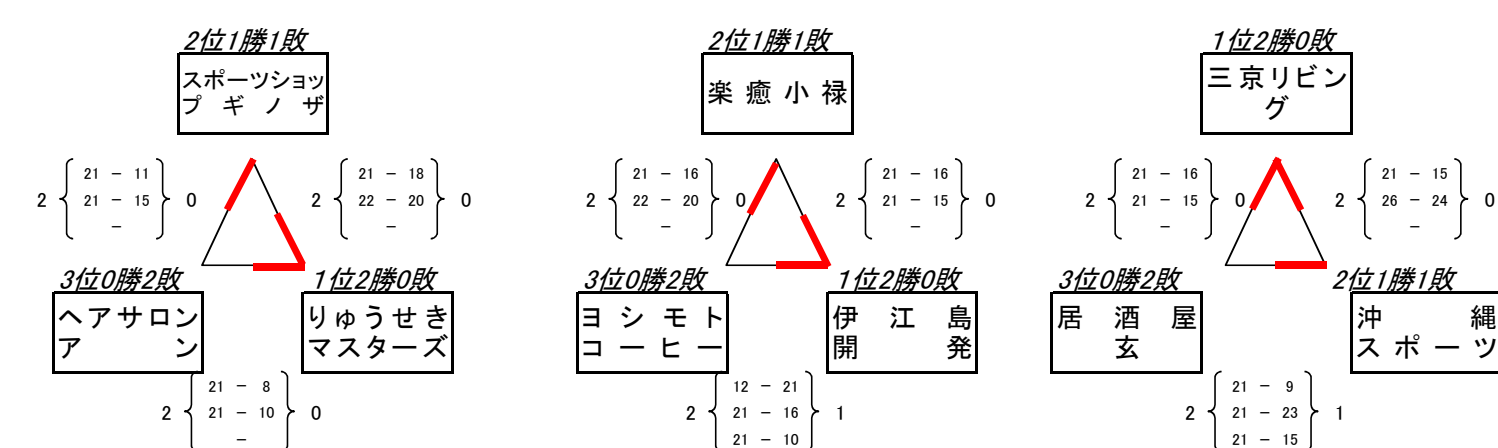 2位1勝1敗
スポーツショッ
プギノザ
2 21 − 11 0
21 − 15
−
2 21 − 18 0
22 − 20
−
3位0勝2敗
ヘアサロン
アン
1位2勝0敗
りゅうせき
マスターズ
2 21 − 8 0
21 − 10
−
2位1勝1敗
楽癒小禄
2 21 − 16 0
22 − 20
−
2 21 − 16 0
21 − 15
−
3位0勝2敗
ヨシモト
コーヒー
1位2勝0敗
伊江島
開発
2 12 − 21 1
21 − 16
21 − 10
1位2勝0敗
三京リビン
グ
2 21 − 16 0
21 − 15
−
2 21 − 15 0
26 − 24
−
3位0勝2敗
居酒屋
玄
2位1勝1敗
沖縄
スポーツ
2 21 − 9 1
21 − 23
21 − 15